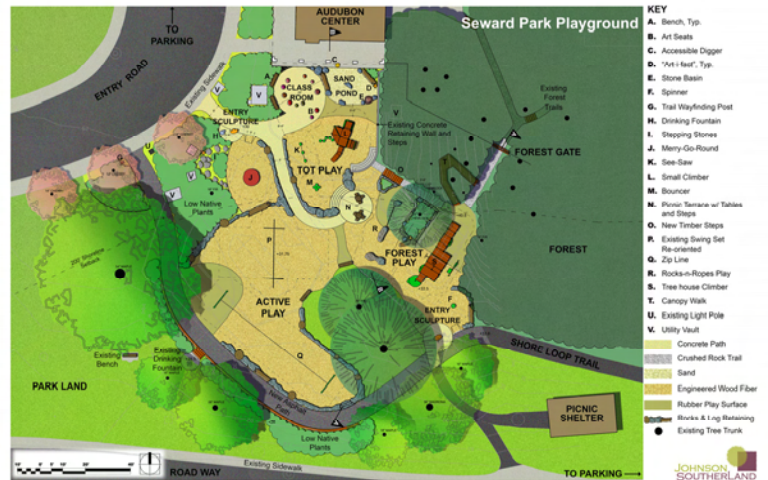 Seward Park Playground
AUDUBON
CENTER
TO
PARKING
ENTRY ROAD
Existing Sidewalk
CLASS
ROOM
SAND
POND
ENTRY
SCULPTURE
Existing Concrete
Retaining Wall and
Steps
Existing
Forest
Trails
FOREST GATE
TOT PLAY
Low Native
Plants
FOREST
PLAY
FOREST
ACTIVE
PLAY
ENTRY
SCULPTURE
SHORE LOOP TRAIL
Existing
Bench
Existing
Drinking
Fountain
PARK LAND
New Asphalt
Path
Low Native
Plants
PICNIC
SHELTER
ROAD WAY
Existing Sidewalk
TO PARKING
KEY
A. Bench, Typ.
B. Art Seats
C. Accessible Digger
D. "Art-i-fact", Typ.
E. Stone Basin
F. Spinner
G. Trail Wayfinding Post
H. Drinking Fountain
I. Stepping Stones
J. Merry-Go-Round
K. See-Saw
L. Small Climber
M. Bouncer
N. Picnic Terrace w/ Tables
and Steps
O. New Timber Steps
P. Existing Swing Set
Re-oriented
Q. Zip Line
R. Rocks-n-Ropes Play
S. Tree house Climber
T. Canopy Walk
U. Existing Light Pole
V. Utility Vault
Concrete Path
Crushed Rock Trail
Sand
Engineered Wood Fiber
Rubber Play Surface
Rocks & Log Retaining
Existing Tree Trunk
JOHNSON
SOUTHERLAND